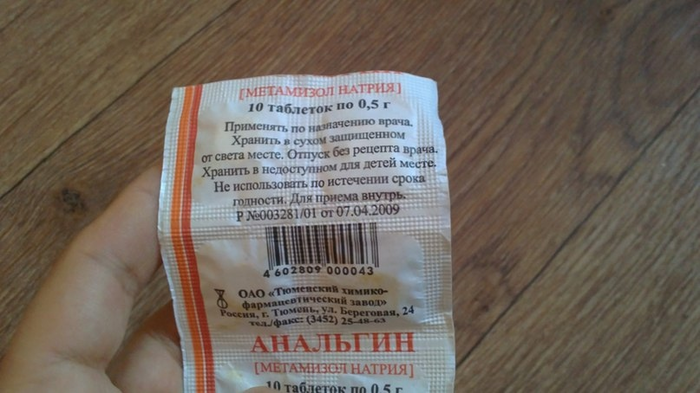 [МЕТАМИЗОЛ НАТРИЯ]
10 таблеток по 0,5 г
Применять по назначению врача.
Хранить в сухом защищенном
от света месте. Отпуск без рецепта врача.
Хранить в недоступном для детей месте.
Не использовать по истечении срока
годности. Для приема внутрь.
Р №003281/01 от 07.04.2009
4 602809 000043
ОАО «Тюменский химико-
фармацевтический завод»
Россия, г. Тюмень, ул. Береговая, 24
тел./факс: (3452) 25-48-63
АНАЛЬГИН
[МЕТАМИЗОЛ НАТРИЯ]
10 таблеток по 0,5 г